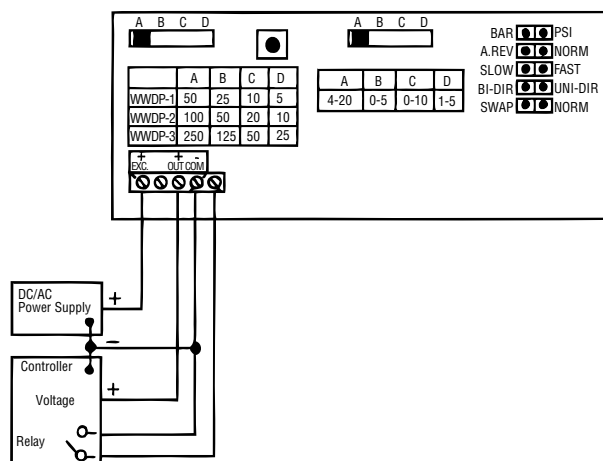 A B C D
A B C D
BAR PSI
A.REV NORM
SLOW FAST
BI-DIR UNI-DIR
SWAP NORM
A B C D
WWDP-1 50 25 10 5
WWDP-2 100 50 20 10
WWDP-3 250 125 50 25
A B C D
4-20 0-5 0-10 1-5
+ + -
EXC. OUT COM
DC/AC
Power Supply
+
-
Controller
Voltage
+
Relay